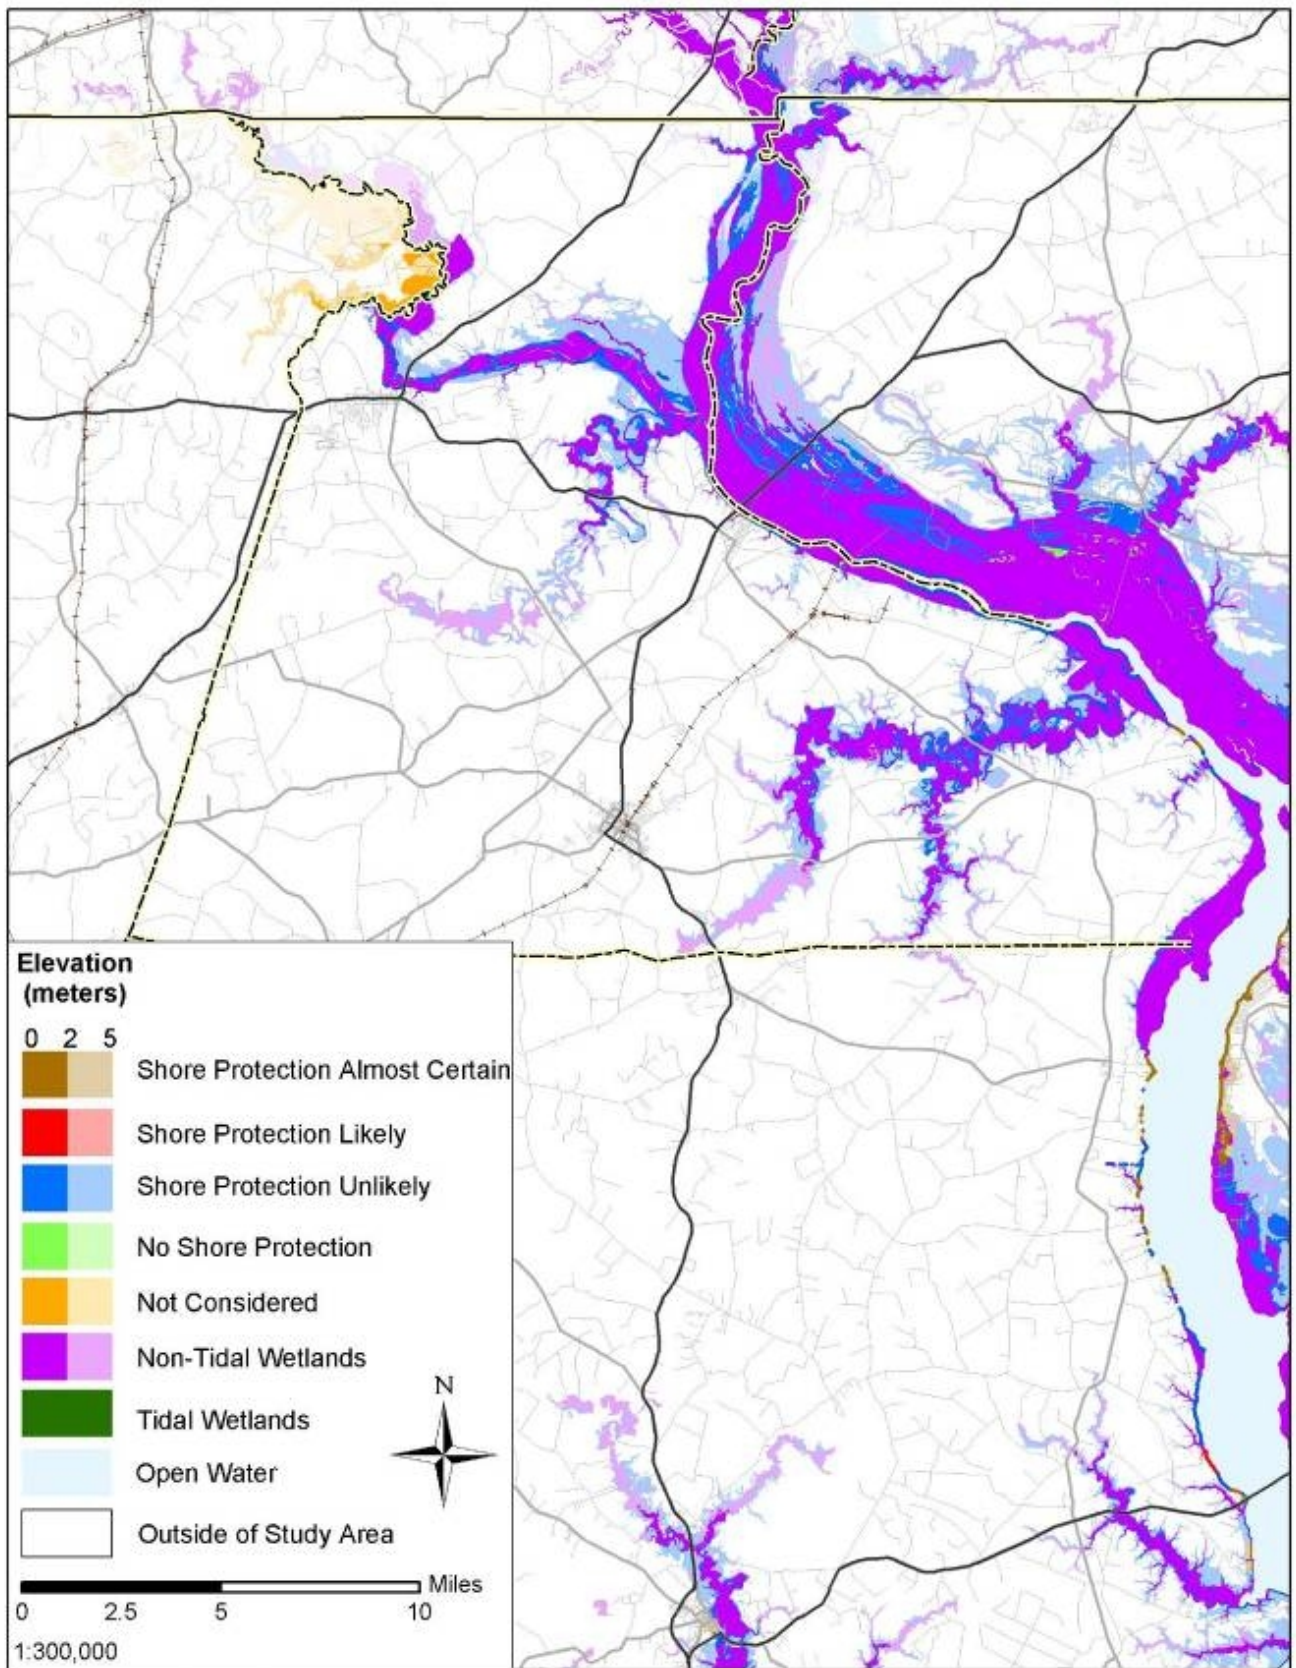 Elevation
(meters)
0 2 5
Shore Protection Almost Certain
Shore Protection Likely
Shore Protection Unlikely
No Shore Protection
Not Considered
Non-Tidal Wetlands
Tidal Wetlands
Open Water
Outside of Study Area
N
Miles
0 2.5 5 10
1:300,000